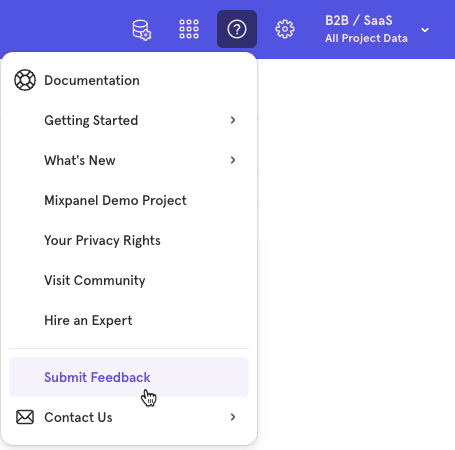 B2B / SaaS
All Project Data
Documentation
Getting Started
What's New
Mixpanel Demo Project
Your Privacy Rights
Visit Community
Hire an Expert
Submit Feedback
Contact Us